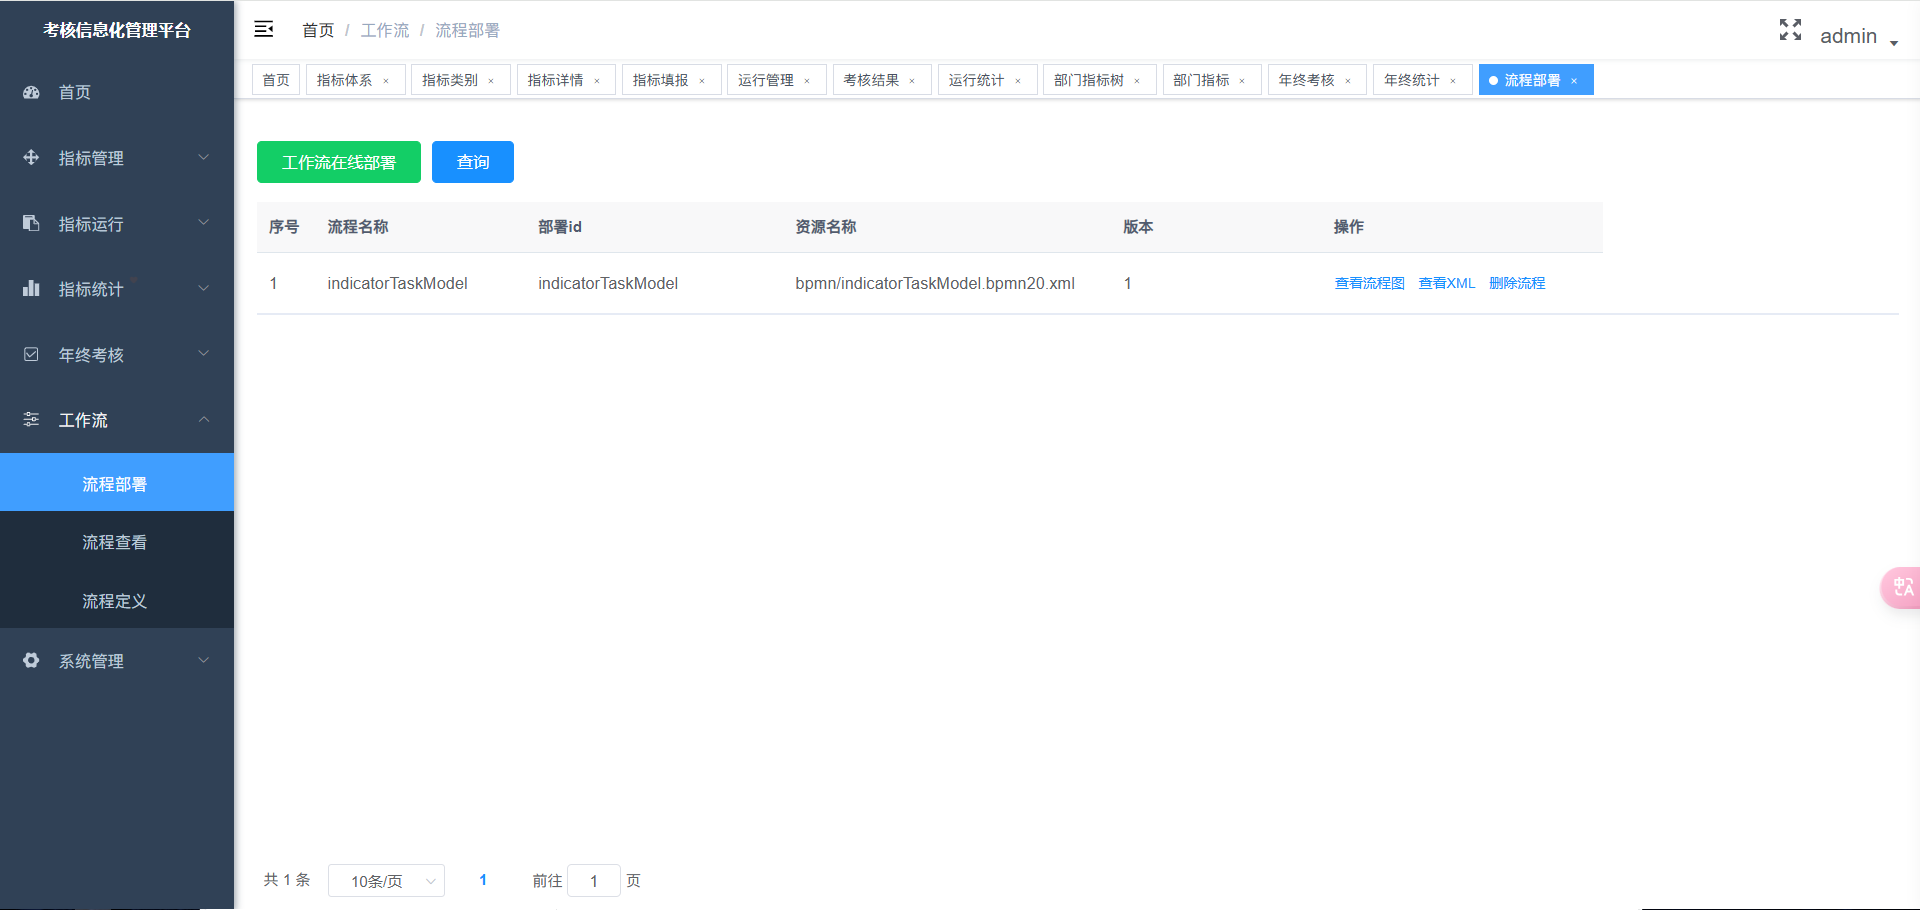 考核信息化管理平台
首页
指标管理
指标运行
指标统计
年终考核
工作流
流程部署
流程查看
流程定义
系统管理
首页 / 工作流 / 流程部署
admin
首页 指标体系 × 指标类别 × 指标详情 × 指标填报 × 运行管理 × 考核结果 × 运行统计 × 部门指标树 × 部门指标 × 年终考核 × 年终统计 × 流程部署 ×
工作流在线部署 查询
序号 流程名称 部署id 资源名称 版本 操作
1 indicatorTaskModel indicatorTaskModel bpmn/indicatorTaskModel.bpmn20.xml 1 查看流程图 查看XML 删除流程
中A
共 1 条 10条/页 1 前往 1 页